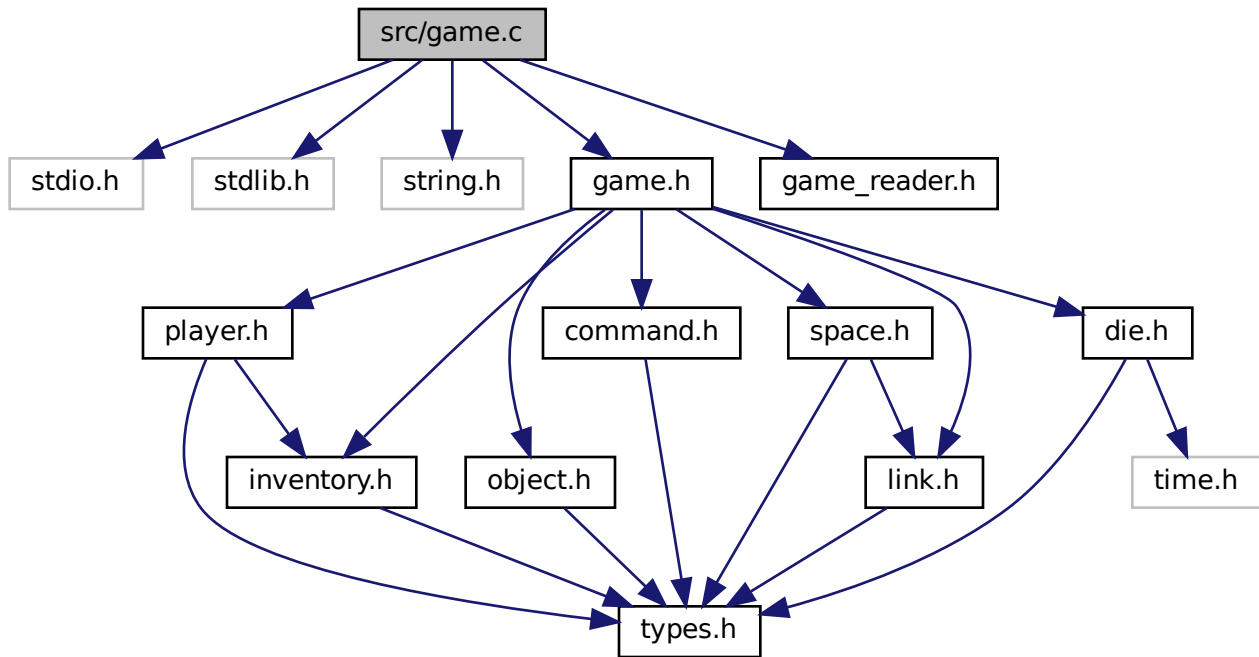 src/game.c
stdio.h
stdlib.h
string.h
game.h
game_reader.h
player.h
command.h
space.h
die.h
inventory.h
object.h
link.h
time.h
types.h